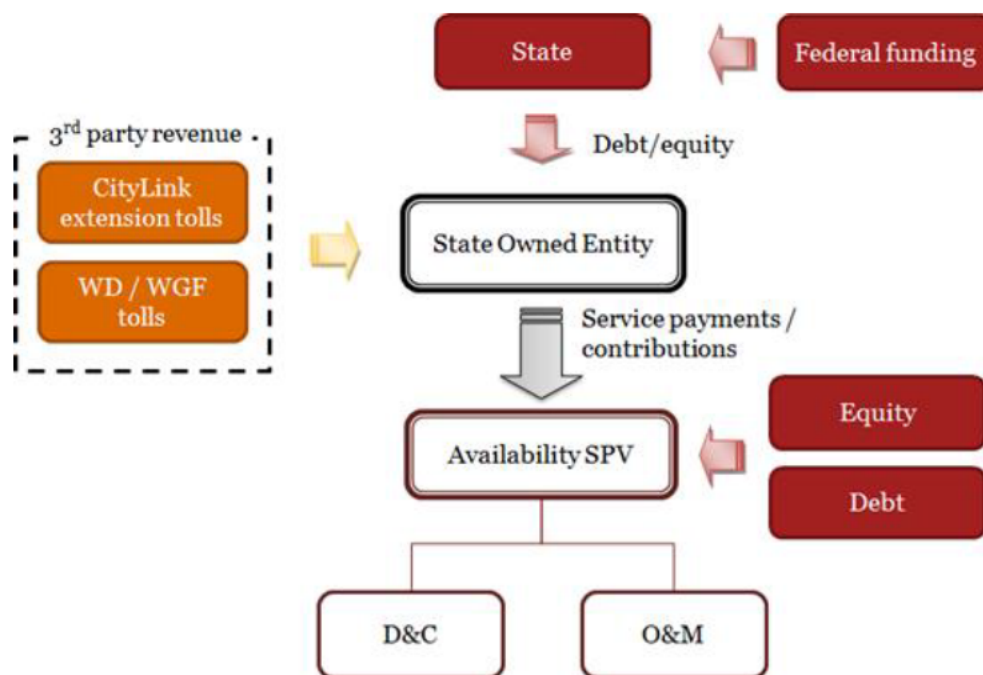 State
Federal funding
Debt/equity
3rd party revenue
CityLink
extension tolls
WD / WGF
tolls
State Owned Entity
Service payments /
contributions
Availability SPV
Equity
Debt
D&C
O&M